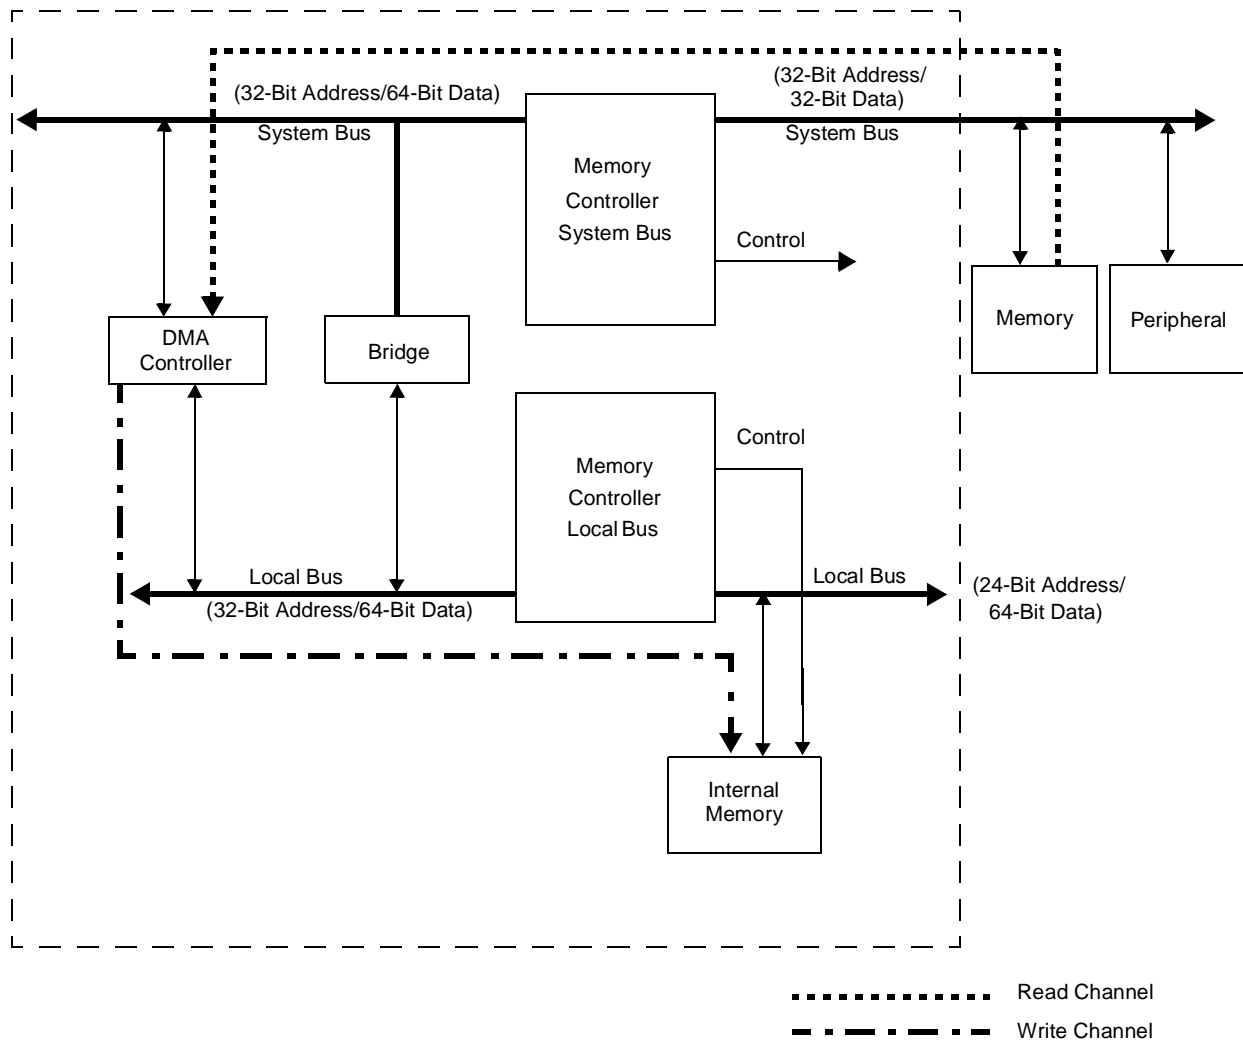 (32-Bit Address/64-Bit Data)
System Bus
(32-Bit Address/
32-Bit Data)
System Bus
Memory
Controller
System Bus
Control
DMA
Controller
Bridge
Memory
Peripheral
Memory
Controller
Local Bus
Control
Local Bus
(32-Bit Address/64-Bit Data)
Local Bus
(24-Bit Address/
64-Bit Data)
Internal
Memory
Read Channel
Write Channel